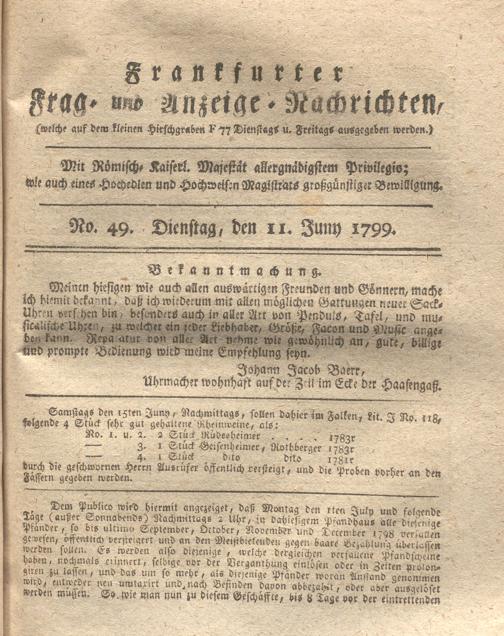 Frankfurter
Frag- und Anzeige-Nachrichten,
(welche auf dem kleinen Hirschgraben F 77 Dienstags u. Freitags ausgegeben werden.)
Mit Römisch-Kaiserl. Majestät allergnädigstem Privilegio;
wie auch eines Hochedlen und Hochweisen Magistrats großgünstiger Bewilligung.
No. 49. Dienstag, den 11. Juny 1799.
Bekanntmachung.
Meinen hiesigen wie auch allen auswärtigen Freunden und Gönnern, mache
ich hiemit bekannt, daß ich wiederum mit allen möglichen Gattungen neuer Sack-
Uhren versehen bin, besonders auch in aller Art von Penduls, Tafel, und mu-
sicalische Uhren, zu welcher ein jeder Liebhaber, Größe, Facon und Music ange-
ben kann. Reparatur von aller Art nehme wie gewöhnlich an, gute, billige
und prompte Bedienung wird meine Empfehlung seyn.
Johann Jacob Baerr,
Uhrmacher wohnhaft auf der Zeil im Ecke der Haasengaß.
Samstags den 15ten Juny, Nachmittags, sollen dahier im Falken, Lit. J No. 118,
folgende 4 Stück sehr gut gehaltene Rheinweine, als:
No. 1. u. 2. 2 Stück Rüdesheimer . . . . 1783r
— 3. 1 Stück Geisenheimer, Rothberger 1783r
— 4. 1 Stück dito dito 1781r
durch die geschwornen Herrn Ausrüfer öffentlich versteigt, und die Proben vorher an den
Fässern gegeben werden.
Dem Publico wird hiermit angezeiget, daß Montag den 1ten July und folgende
Täge (außer Sonnabends) Nachmittags 2 Uhr, in dahiesigem Pfandhaus alle diejenige
Pfänder, so bis ultimo September, October, November und December 1798 verfallen
gewesen, öffentlich versteigert und an den Meistbietenden gegen baare Bezahlung überlassen
werden sollen. Es werden also diejenige, welche dergleichen verfallene Pfandscheine
haben, nochmals erinnert, selbige vor der Verganthung einlösen oder in Zeiten prolon-
giren zu lassen, und das um so mehr, als diejenige Pfänder woran Anstand genommen
wird, entweder neu umtaxirt und nach Befinden davon abbezahlt, oder aber ausgelöset
werden müssen. So wie man nun zu diesem Geschäffte, bis 8 Tage vor der eintrettenden